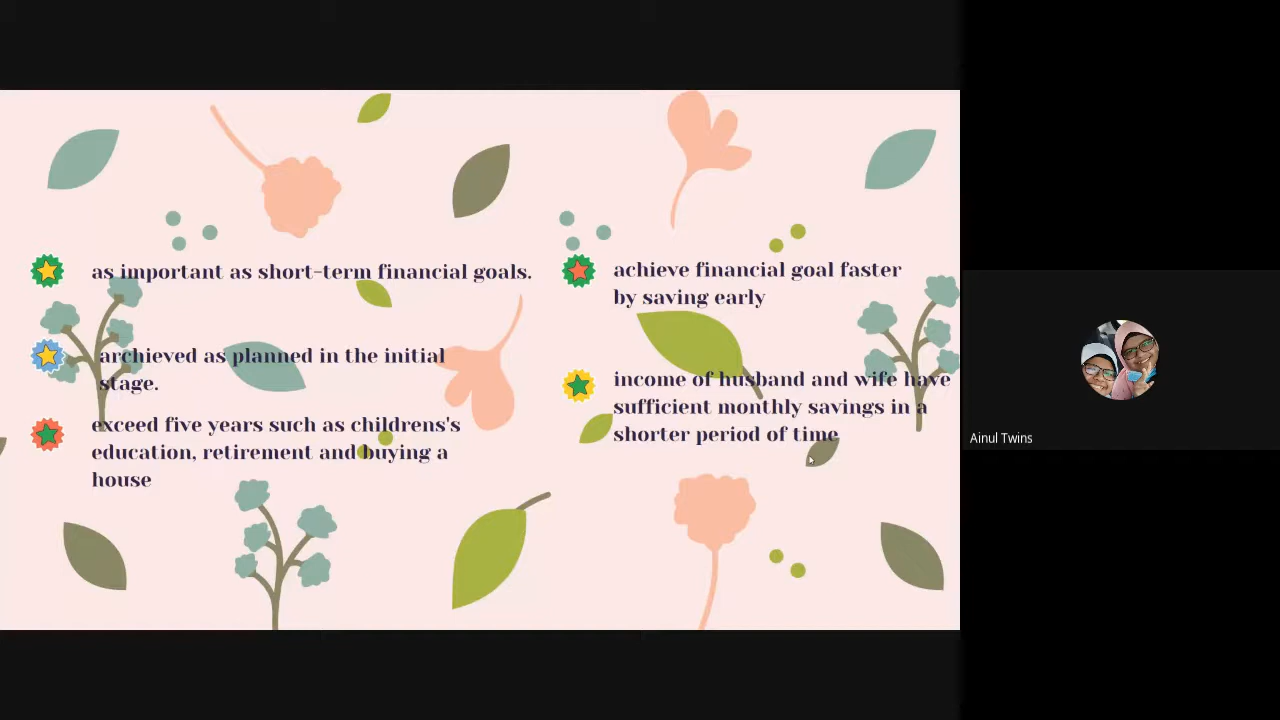 as important as short-term financial goals.
archieved as planned in the initial
stage.
exceed five years such as childrens's
education, retirement and buying a
house
achieve financial goal faster
by saving early
income of husband and wife have
sufficient monthly savings in a
shorter period of time
Ainul Twins